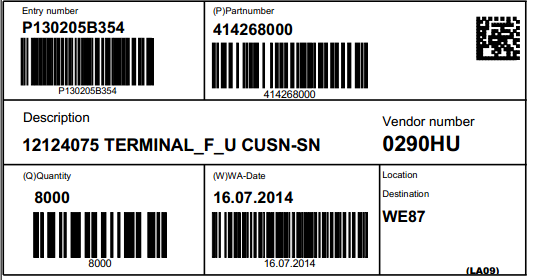 Entry number
P130205B354
P130205B354
(P)Partnumber
414268000
414268000
Description
12124075 TERMINAL_F_U CUSN-SN
Vendor number
0290HU
(Q)Quantity
8000
8000
(W)WA-Date
16.07.2014
16.07.2014
Location
Destination
WE87
(LA09)